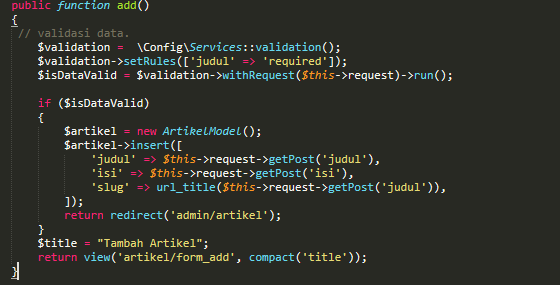 public function add()
{
// validasi data.
$validation =  \Config\Services::validation();
$validation->setRules(['judul' => 'required']);
$isDataValid = $validation->withRequest($this->request)->run();
if ($isDataValid)
{
$artikel = new ArtikelModel();
$artikel->insert([
'judul' => $this->request->getPost('judul'),
'isi' => $this->request->getPost('isi'),
'slug' => url_title($this->request->getPost('judul')),
]);
return redirect('admin/artikel');
}
$title = "Tambah Artikel";
return view('artikel/form_add', compact('title'));
}